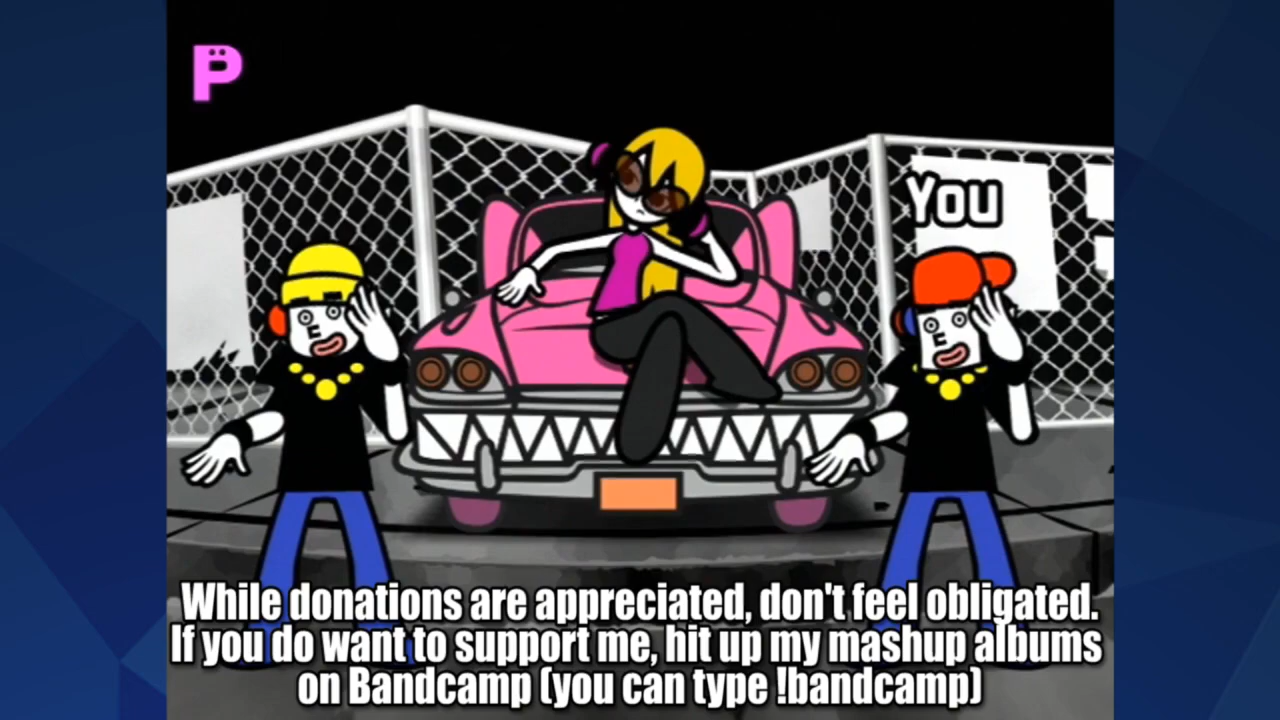 P
You
While donations are appreciated, don't feel obligated.
If you do want to support me, hit up my mashup albums
on Bandcamp (you can type !bandcamp)